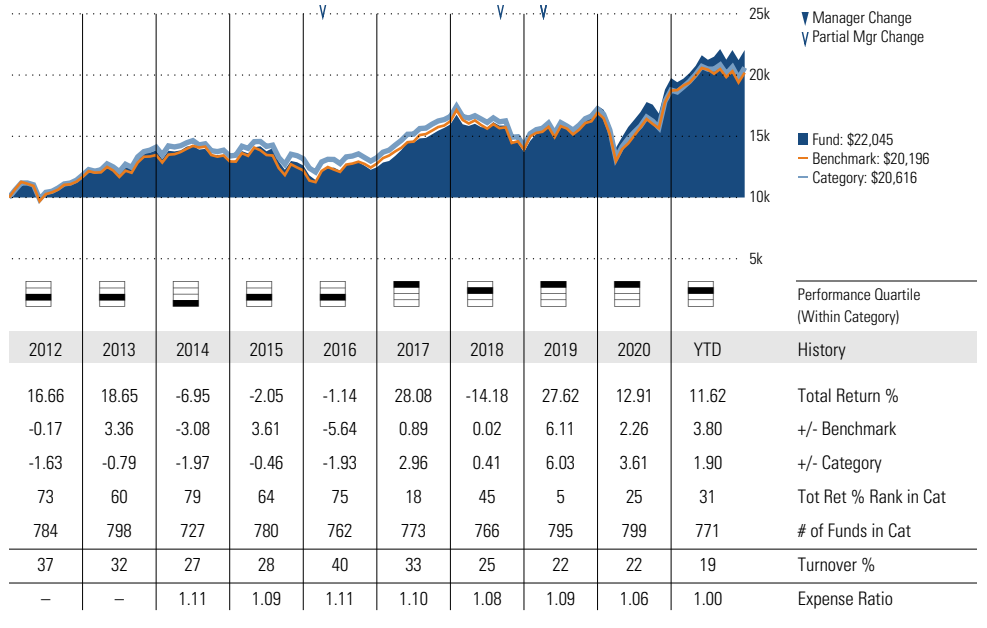 25k
▼ Manager Change
Partial Mgr Change
20k
15k
Fund: $22,045
Benchmark: $20,196
Category: $20,616
10k
5k
Performance Quartile
(Within Category)
2012 2013 2014 2015 2016 2017 2018 2019 2020 YTD History
16.66 18.65 -6.95 -2.05 -1.14 28.08 -14.18 27.62 12.91 11.62 Total Return %
-0.17 3.36 -3.08 3.61 -5.64 0.89 0.02 6.11 2.26 3.80 +/- Benchmark
-1.63 -0.79 -1.97 -0.46 -1.93 2.96 0.41 6.03 3.61 1.90 +/- Category
73 60 79 64 75 18 45 5 25 31 Tot Ret % Rank in Cat
784 798 727 780 762 773 766 795 799 771 # of Funds in Cat
37 32 27 28 40 33 25 22 22 19 Turnover %
– – 1.11 1.09 1.11 1.10 1.08 1.09 1.06 1.00 Expense Ratio